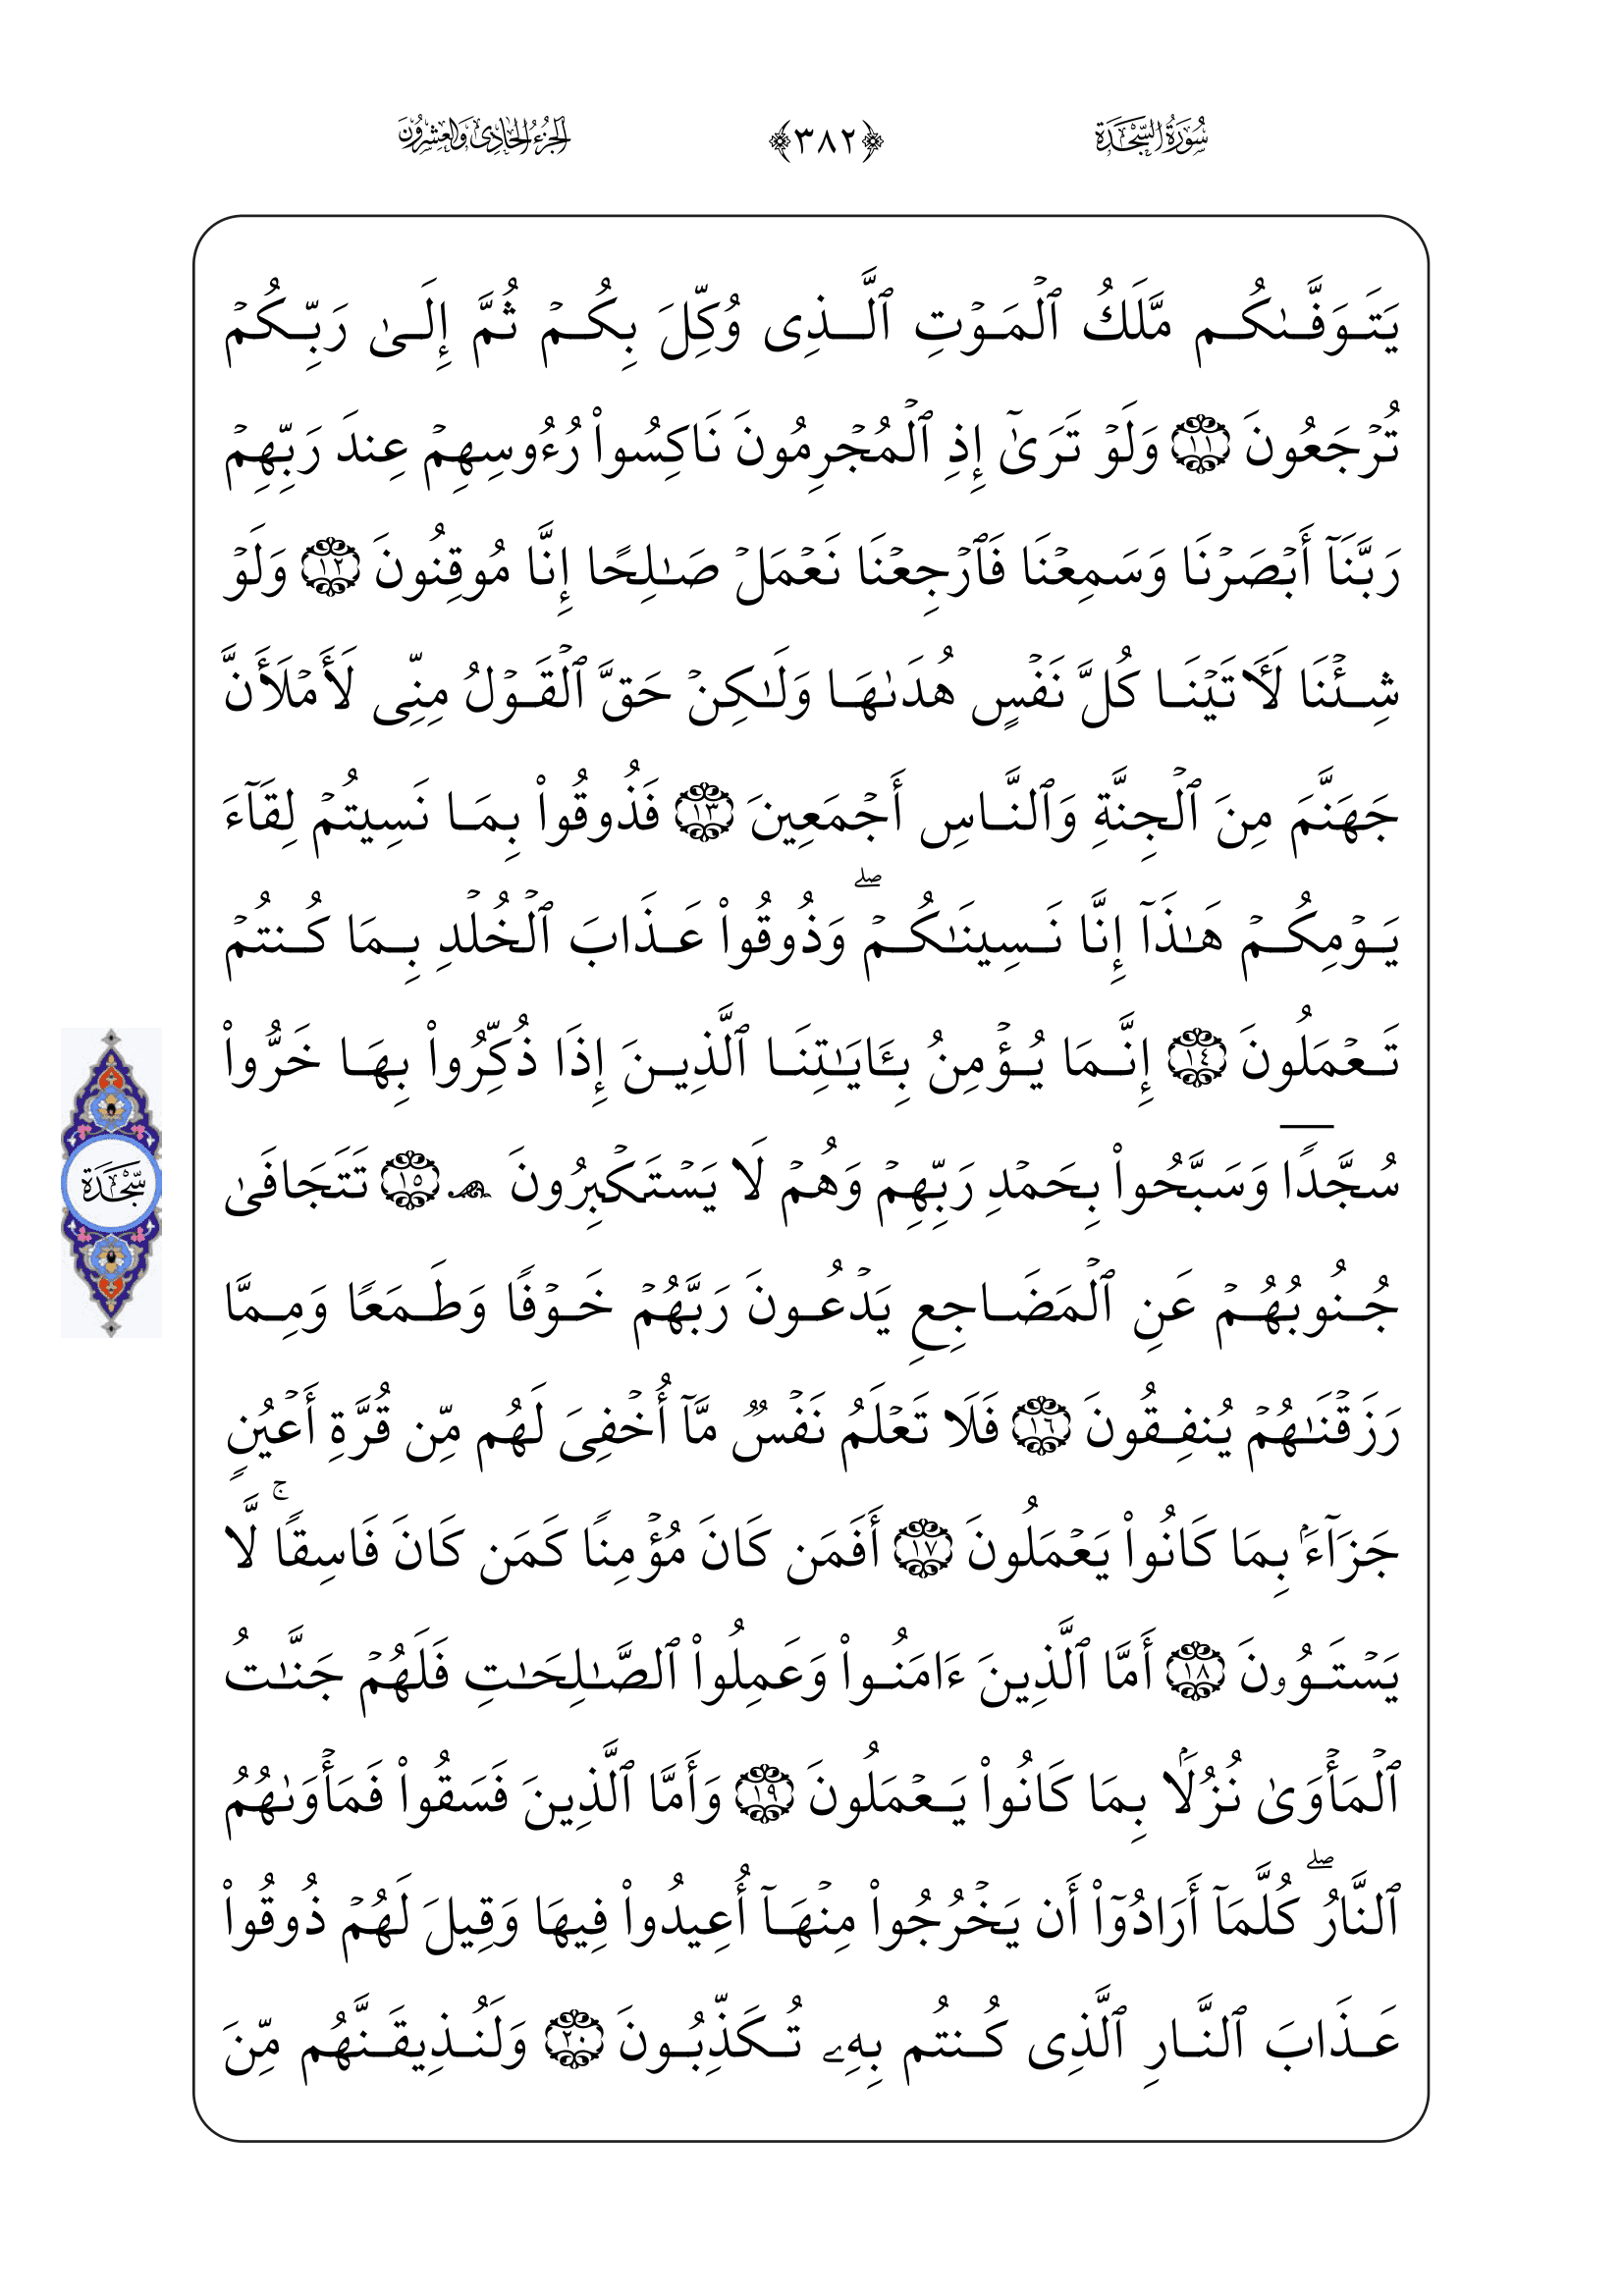 سُورَةُ السَّجْدَةِ ﴿٣٨٢﴾ الجُزْءُ الحَادِي وَالعِشْرُونَ
يَتَوَفَّىٰكُم مَّلَكُ ٱلْمَوْتِ ٱلَّذِى وُكِّلَ بِكُمْ ثُمَّ إِلَىٰ رَبِّكُمْ
تُرْجَعُونَ ١١ وَلَوْ تَرَىٰٓ إِذِ ٱلْمُجْرِمُونَ نَاكِسُوا۟ رُءُوسِهِمْ عِندَ رَبِّهِمْ
رَبَّنَآ أَبْصَرْنَا وَسَمِعْنَا فَٱرْجِعْنَا نَعْمَلْ صَـٰلِحًا إِنَّا مُوقِنُونَ ١٢ وَلَوْ
شِئْنَا لَـَٔاتَيْنَا كُلَّ نَفْسٍ هُدَىٰهَا وَلَـٰكِنْ حَقَّ ٱلْقَوْلُ مِنِّى لَأَمْلَأَنَّ
جَهَنَّمَ مِنَ ٱلْجِنَّةِ وَٱلنَّاسِ أَجْمَعِينَ ١٣ فَذُوقُوا۟ بِمَا نَسِيتُمْ لِقَآءَ
يَوْمِكُمْ هَـٰذَآ إِنَّا نَسِينَـٰكُمْ ۖ وَذُوقُوا۟ عَذَابَ ٱلْخُلْدِ بِمَا كُنتُمْ
تَعْمَلُونَ ١٤ إِنَّمَا يُؤْمِنُ بِـَٔايَـٰتِنَا ٱلَّذِينَ إِذَا ذُكِّرُوا۟ بِهَا خَرُّوا۟
سُجَّدًا وَسَبَّحُوا۟ بِحَمْدِ رَبِّهِمْ وَهُمْ لَا يَسْتَكْبِرُونَ ۩ ١٥ تَتَجَافَىٰ
سَجْدَة
جُنُوبُهُمْ عَنِ ٱلْمَضَاجِعِ يَدْعُونَ رَبَّهُمْ خَوْفًا وَطَمَعًا وَمِمَّا
رَزَقْنَـٰهُمْ يُنفِقُونَ ١٦ فَلَا تَعْلَمُ نَفْسٌ مَّآ أُخْفِىَ لَهُم مِّن قُرَّةِ أَعْيُنٍ
جَزَآءًۢ بِمَا كَانُوا۟ يَعْمَلُونَ ١٧ أَفَمَن كَانَ مُؤْمِنًا كَمَن كَانَ فَاسِقًا ۚ لَّا
يَسْتَوُۥنَ ١٨ أَمَّا ٱلَّذِينَ ءَامَنُوا۟ وَعَمِلُوا۟ ٱلصَّـٰلِحَـٰتِ فَلَهُمْ جَنَّـٰتُ
ٱلْمَأْوَىٰ نُزُلًۢا بِمَا كَانُوا۟ يَعْمَلُونَ ١٩ وَأَمَّا ٱلَّذِينَ فَسَقُوا۟ فَمَأْوَىٰهُمُ
ٱلنَّارُ ۖ كُلَّمَآ أَرَادُوٓا۟ أَن يَخْرُجُوا۟ مِنْهَآ أُعِيدُوا۟ فِيهَا وَقِيلَ لَهُمْ ذُوقُوا۟
عَذَابَ ٱلنَّارِ ٱلَّذِى كُنتُم بِهِۦ تُكَذِّبُونَ ٢٠ وَلَنُذِيقَنَّهُم مِّنَ